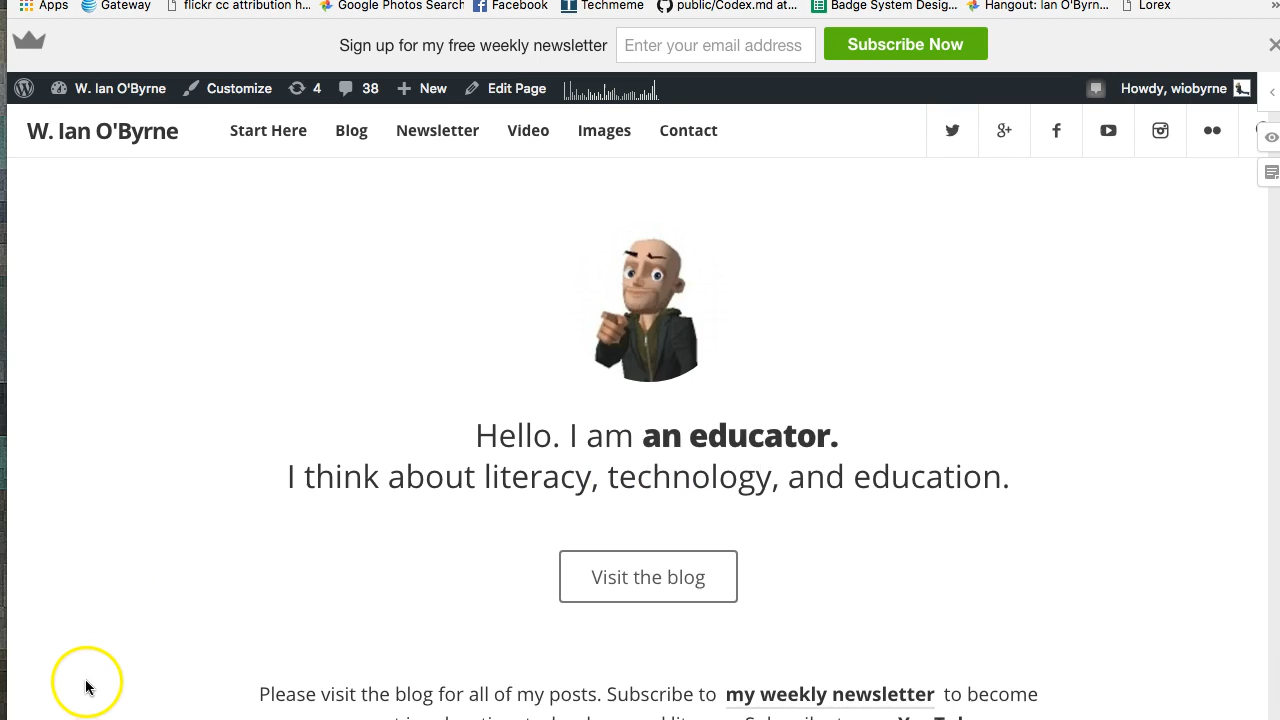 Apps Gateway flickr cc attribution h... Google Photos Search Facebook Techmeme public/Codex.md at... Badge System Desig... Hangout: Ian O'Byrn... Lorex »
Sign up for my free weekly newsletter Enter your email address Subscribe Now
W. Ian O'Byrne Customize 4 38 New Edit Page Howdy, wiobyrne
W. Ian O'Byrne Start Here Blog Newsletter Video Images Contact
Hello. I am an educator.
I think about literacy, technology, and education.
Visit the blog
Please visit the blog for all of my posts. Subscribe to my weekly newsletter to become